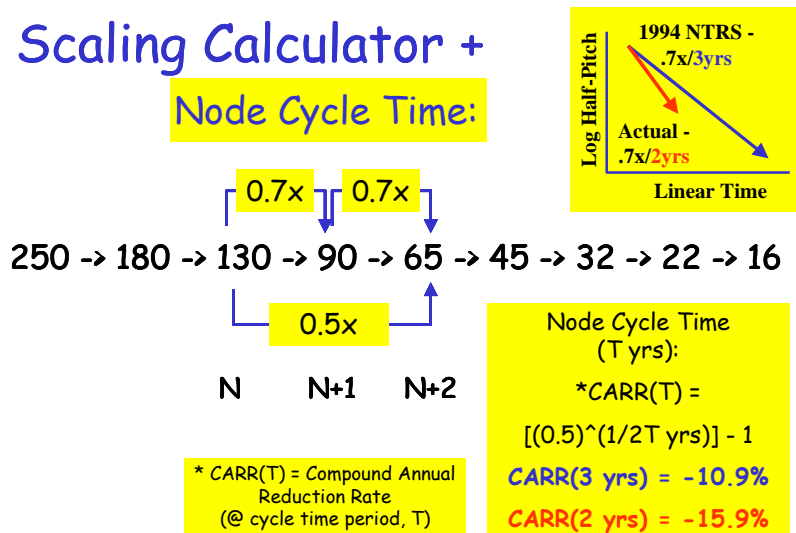 Scaling Calculator +
Node Cycle Time:
1994 NTRS -
.7x/3yrs
Log Half-Pitch
Actual -
.7x/2yrs
Linear Time
0.7x
0.7x
250 -> 180 -> 130 -> 90 -> 65 -> 45 -> 32 -> 22 -> 16
0.5x
N N+1 N+2
Node Cycle Time
(T yrs):
*CARR(T) =
[(0.5)^(1/2T yrs)] - 1
CARR(3 yrs) = -10.9%
CARR(2 yrs) = -15.9%
* CARR(T) = Compound Annual
Reduction Rate
(@ cycle time period, T)